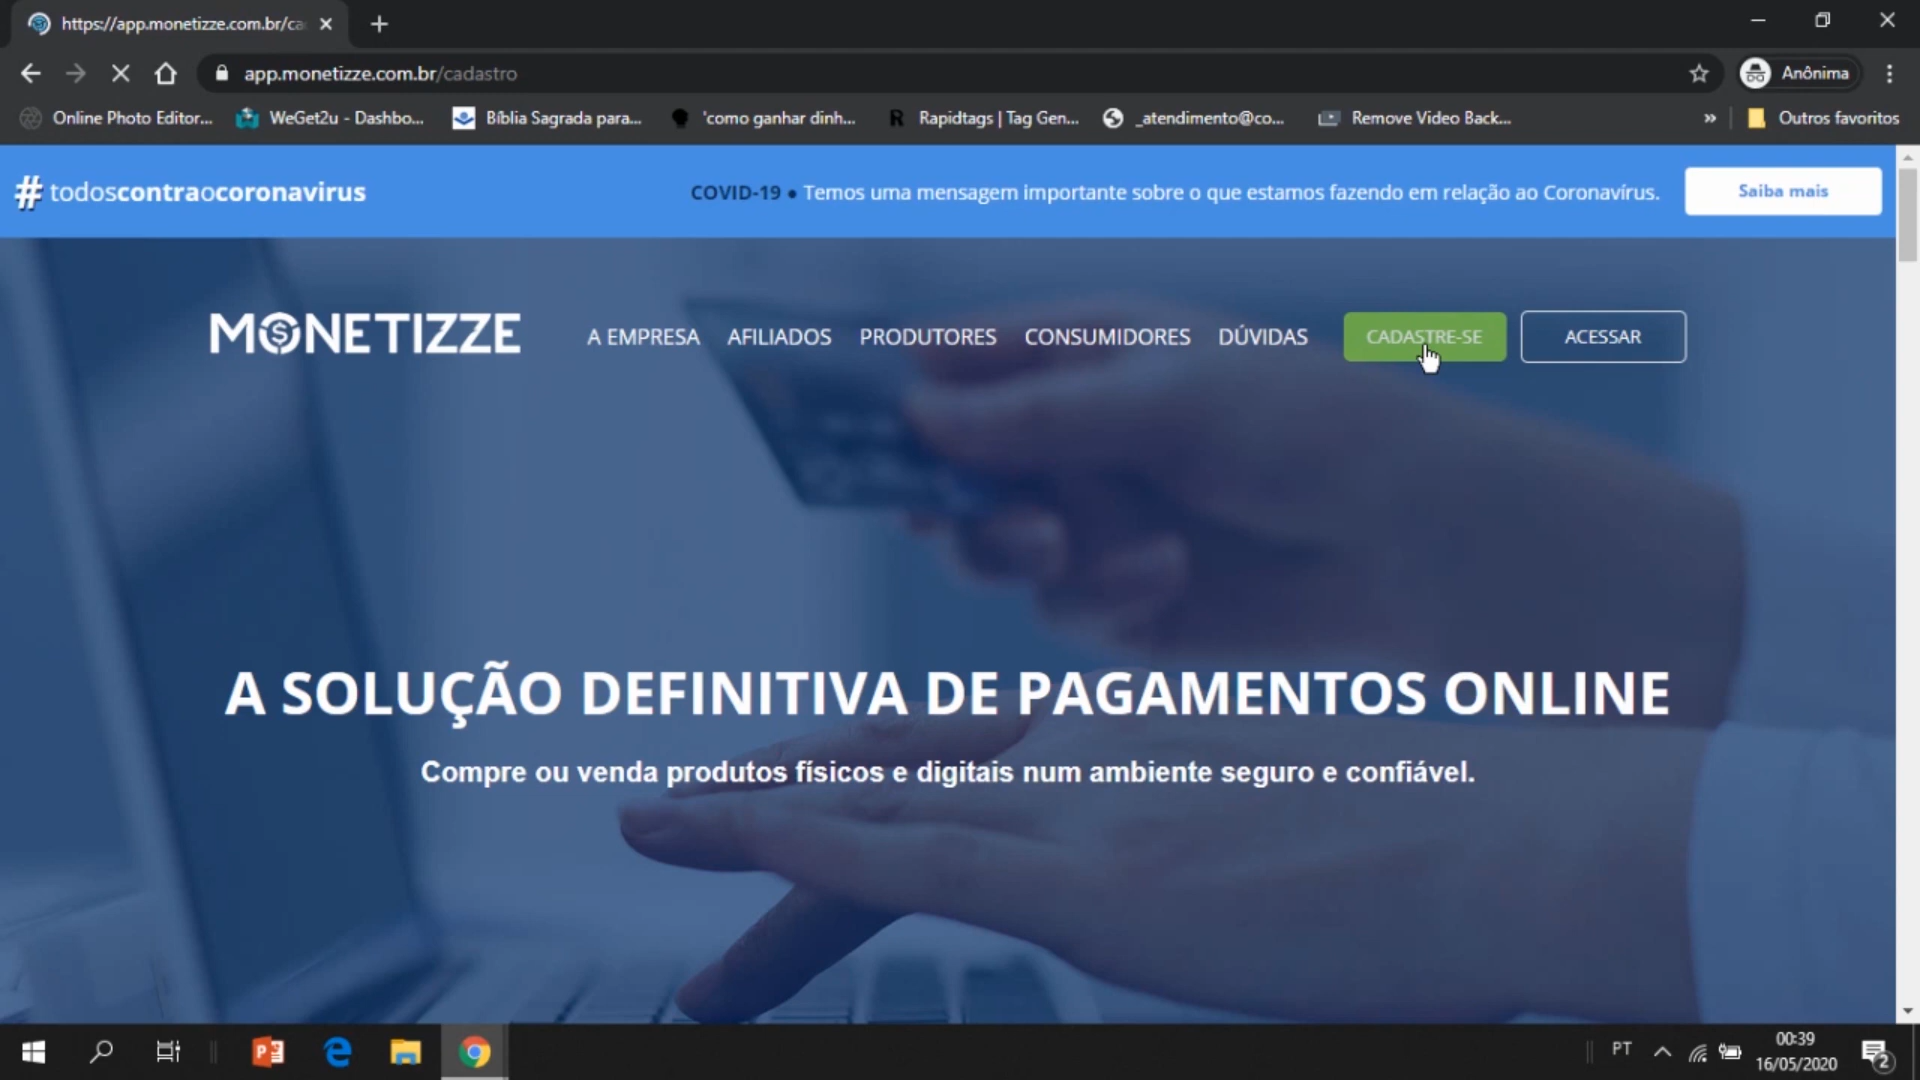 https://app.monetizze.com.br/ca
app.monetizze.com.br/cadastro
Anônima
Online Photo Editor...
WeGet2u - Dashbo...
Bíblia Sagrada para...
'como ganhar dinh...
Rapidtags | Tag Gen...
_atendimento@co...
Remove Video Back...
»
Outros favoritos
# todoscontraocoronavirus
COVID-19 • Temos uma mensagem importante sobre o que estamos fazendo em relação ao Coronavírus.
Saiba mais
MONETIZZE
A EMPRESA
AFILIADOS
PRODUTORES
CONSUMIDORES
DÚVIDAS
CADASTRE-SE
ACESSAR
A SOLUÇÃO DEFINITIVA DE PAGAMENTOS ONLINE
Compre ou venda produtos físicos e digitais num ambiente seguro e confiável.
PT
00:39
16/05/2020
2